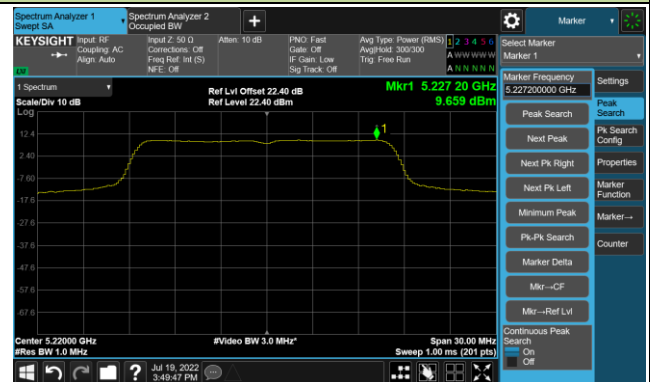 Spectrum Analyzer 1
Swept SA
Spectrum Analyzer 2
Occupied BW
Marker
KEYSIGHT
Input: RF
Coupling: AC
Align: Auto
Input Z: 50 Ω
Corrections: Off
Freq Ref: Int (S)
NFE: Off
Atten: 10 dB
PNO: Fast
Gate: Off
IF Gain: Low
Sig Track: Off
Avg Type: Power (RMS)
Avg|Hold: 300/300
Trig: Free Run
1 2 3 4 5 6
A W W W W W
A N N N N N
Select Marker
Marker 1
1 Spectrum
Scale/Div 10 dB
Log
Ref Lvl Offset 22.40 dB
Ref Level 22.40 dBm
Mkr1 5.227 20 GHz
9.659 dBm
1
12.4
2.40
-7.60
-17.6
-27.6
-37.6
-47.6
-57.6
-67.6
Center 5.22000 GHz
#Res BW 1.0 MHz
#Video BW 3.0 MHz*
Span 30.00 MHz
Sweep 1.00 ms (201 pts)
Marker Frequency
5.227200000 GHz
Peak Search
Next Peak
Next Pk Right
Next Pk Left
Minimum Peak
Pk-Pk Search
Marker Delta
Mkr→CF
Mkr→Ref Lvl
Continuous Peak
Search
On
Off
Settings
Peak
Search
Pk Search
Config
Properties
Marker
Function
Marker→
Counter
?
Jul 19, 2022
3:49:47 PM